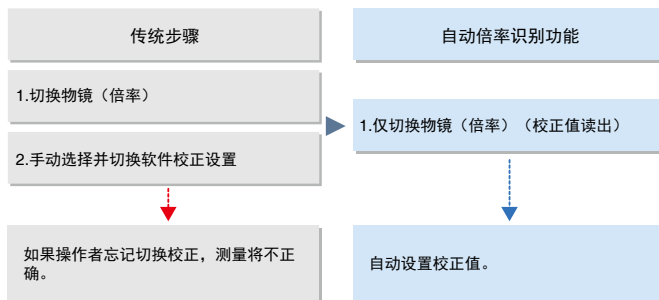 传统步骤
1.切换物镜（倍率）
2.手动选择并切换软件校正设置
如果操作者忘记切换校正，测量将不正
确。
自动倍率识别功能
1.仅切换物镜（倍率）（校正值读出）
自动设置校正值。